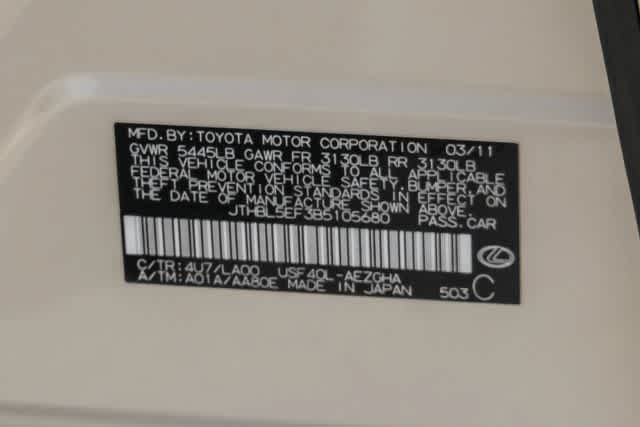 MFD.BY:TOYOTA MOTOR CORPORATION 03/11
GVWR 5445LB GAWR FR 3130LB RR 3130LB
THIS VEHICLE CONFORMS TO ALL APPLICABLE
FEDERAL MOTOR VEHICLE SAFETY,BUMPER,AND
THEFT PREVENTION STANDARDS IN EFFECT ON
THE DATE OF MANUFACTURE SHOWN ABOVE.
JTHBL5EF3B5105680 PASS.CAR
C/TR:4U7/LA00 USF40L-AEZGHA
A/TM:A01A/AA80E MADE IN JAPAN 503 C